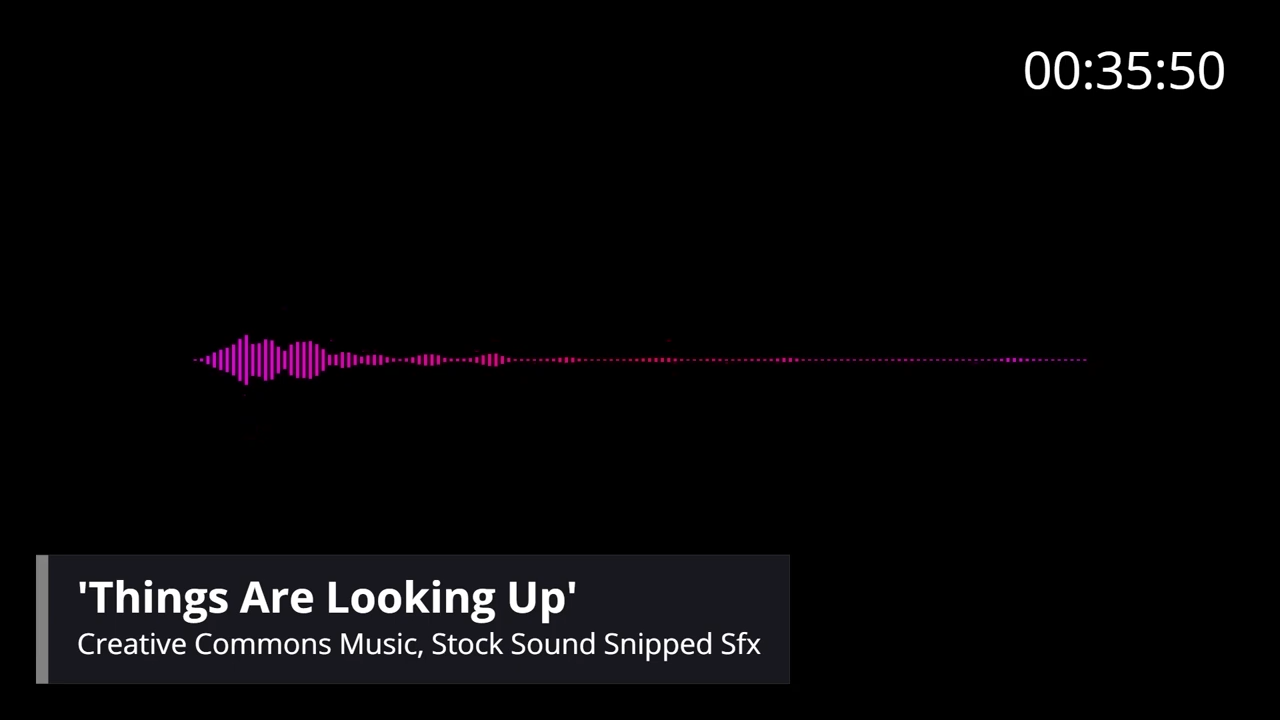 00:35:50
'Things Are Looking Up'
Creative Commons Music, Stock Sound Snipped Sfx